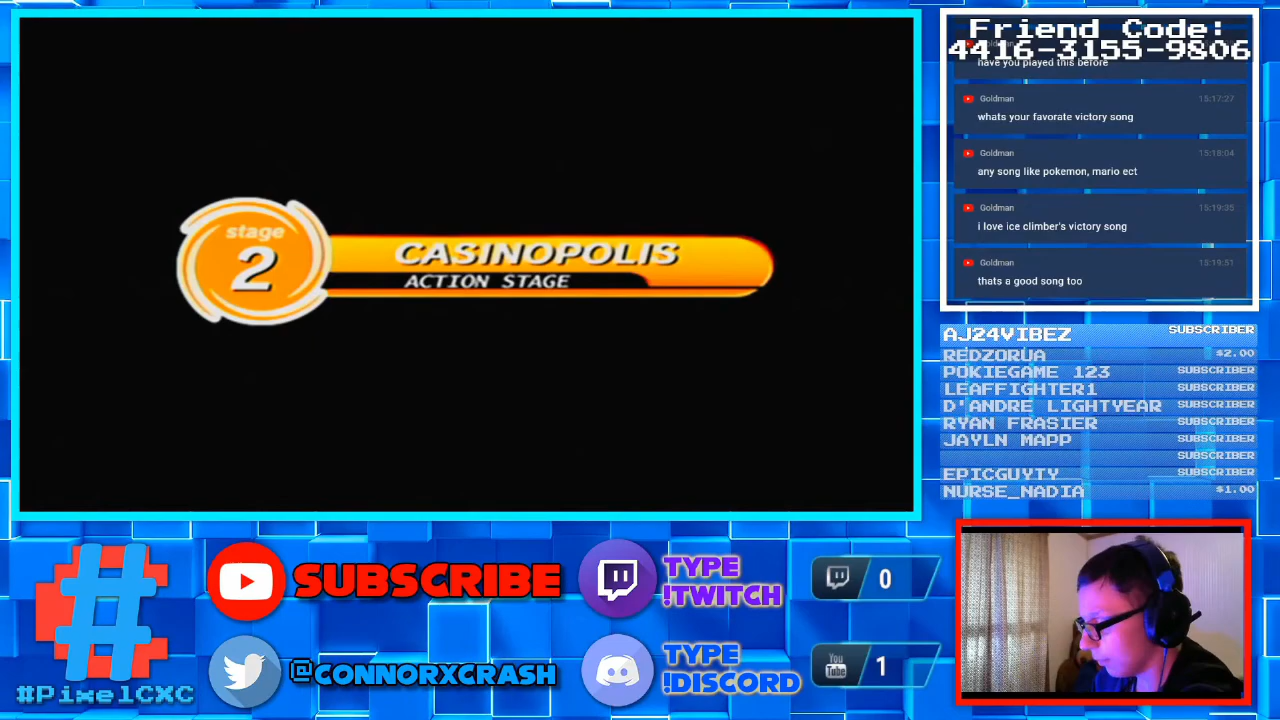 stage
2
CASINOPOLIS
ACTION STAGE
Friend Code:
4416-3155-9806
have you played this before
Goldman 15:17:27
whats your favorate victory song
Goldman 15:18:04
any song like pokemon, mario ect
Goldman 15:19:35
i love ice climber's victory song
Goldman 15:19:51
thats a good song too
AJ24VIBEZ SUBSCRIBER
REDZORUA $2.00
POKIEGAME 123 SUBSCRIBER
LEAFFIGHTER1 SUBSCRIBER
D'ANDRE LIGHTYEAR SUBSCRIBER
RYAN FRASIER SUBSCRIBER
JAYLN MAPP SUBSCRIBER
SUBSCRIBER
EPICGUYTY SUBSCRIBER
NURSE_NADIA $1.00
#
#PixelCXC
SUBSCRIBE
@CONNORXCRASH
TYPE
!TWITCH
TYPE
!DISCORD
0
You
Tube
1